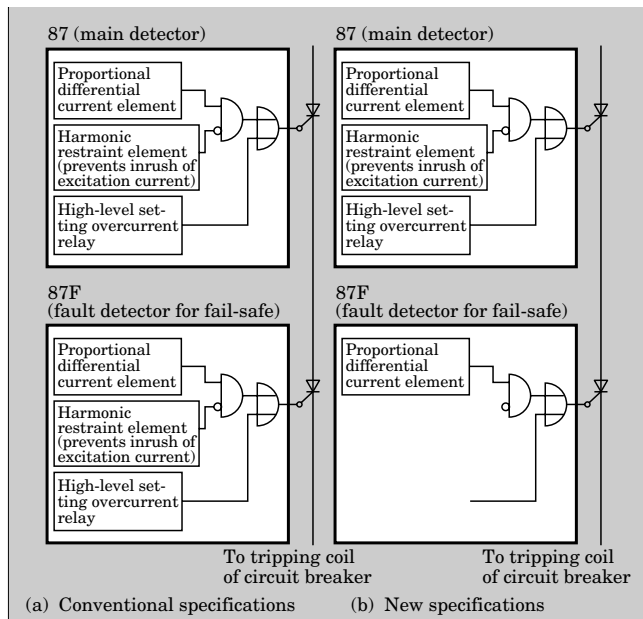 87 (main detector)
Proportional
differential
current element
Harmonic
restraint element
(prevents inrush of
excitation current)
High-level set-
ting overcurrent
relay
87F
(fault detector for fail-safe)
Proportional
differential
current element
Harmonic
restraint element
(prevents inrush of
excitation current)
High-level set-
ting overcurrent
relay
To tripping coil
of circuit breaker
(a) Conventional specifications
87 (main detector)
Proportional
differential
current element
Harmonic
restraint element
(prevents inrush of
excitation current)
High-level set-
ting overcurrent
relay
87F
(fault detector for fail-safe)
Proportional
differential
current element
To tripping coil
of circuit breaker
(b) New specifications